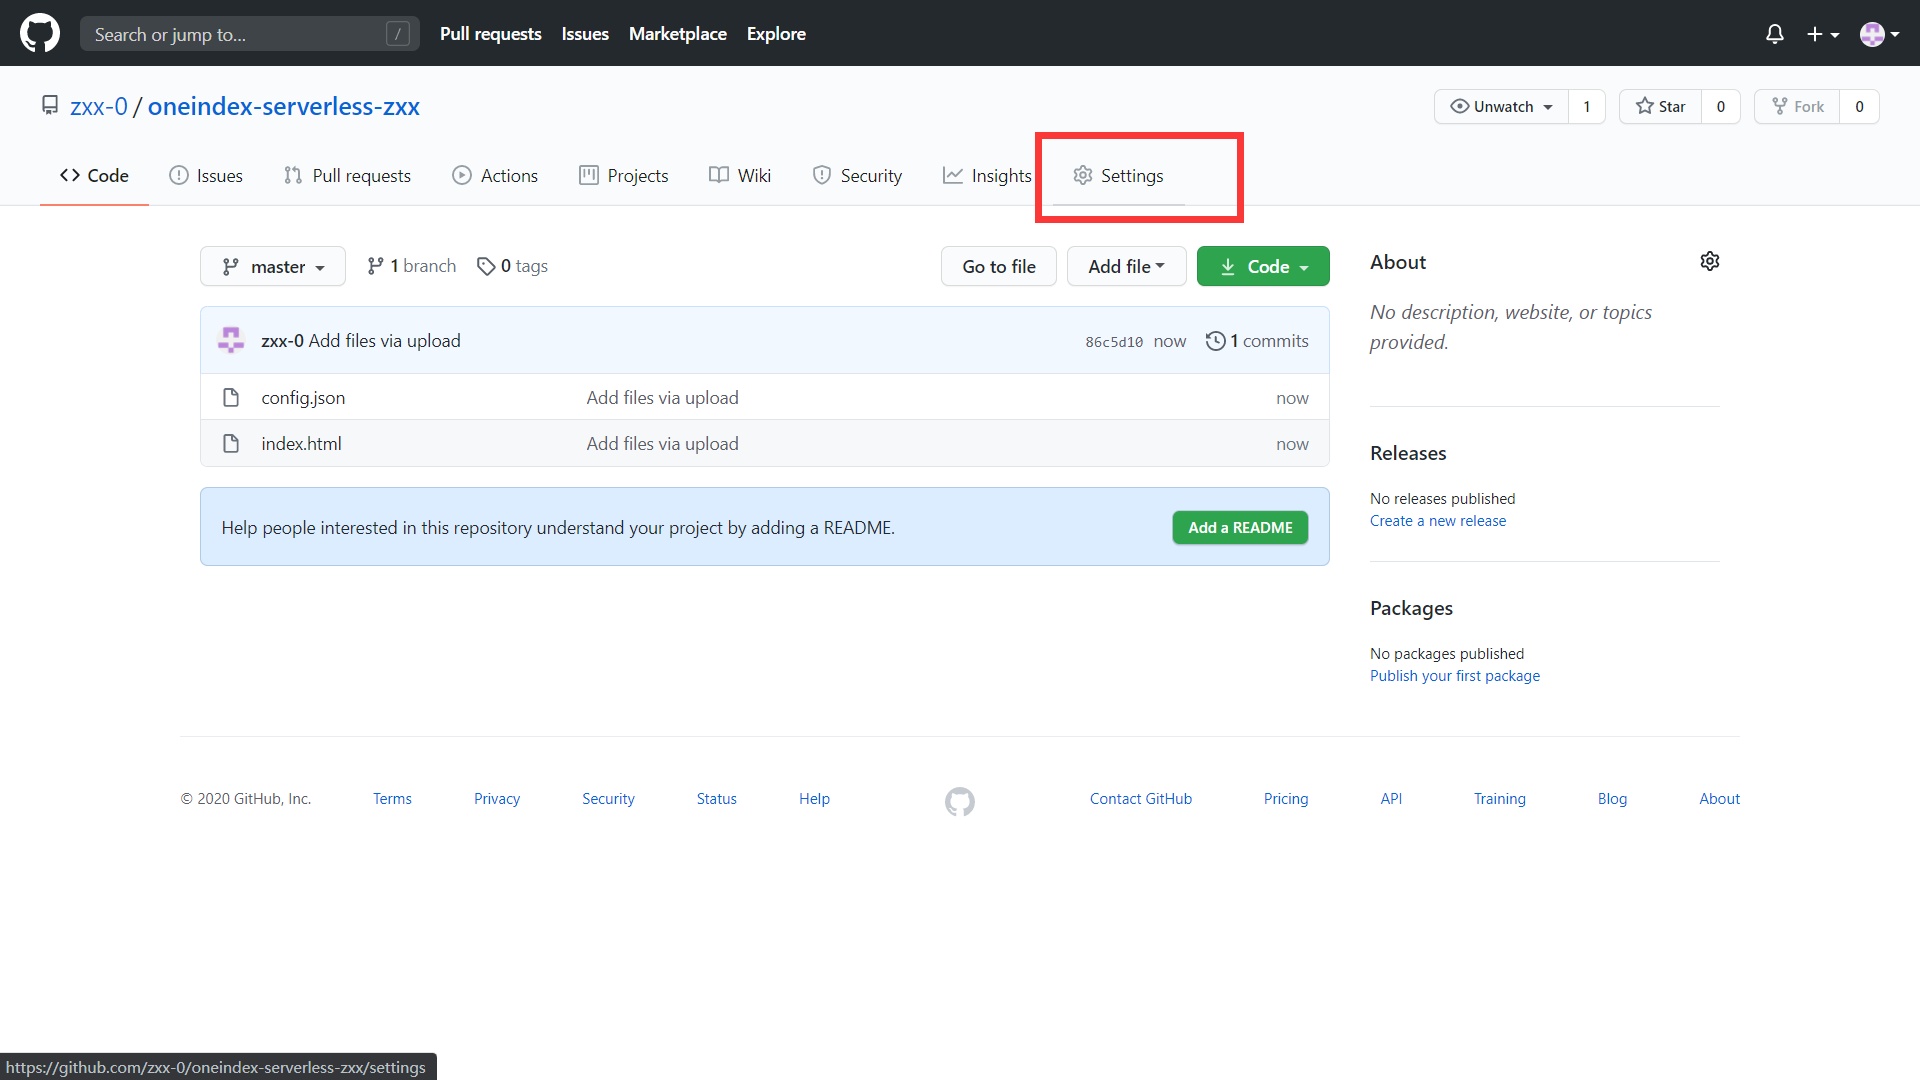 Search or jump to... /
Pull requests Issues Marketplace Explore
zxx-0 / oneindex-serverless-zxx
Unwatch 1 Star 0 Fork 0
Code Issues Pull requests Actions Projects Wiki Security Insights Settings
master 1 branch 0 tags Go to file Add file Code
zxx-0 Add files via upload 86c5d10 now 1 commits
config.json Add files via upload now
index.html Add files via upload now
Help people interested in this repository understand your project by adding a README. Add a README
About
No description, website, or topics
provided.
Releases
No releases published
Create a new release
Packages
No packages published
Publish your first package
© 2020 GitHub, Inc. Terms Privacy Security Status Help Contact GitHub Pricing API Training Blog About
https://github.com/zxx-0/oneindex-serverless-zxx/settings